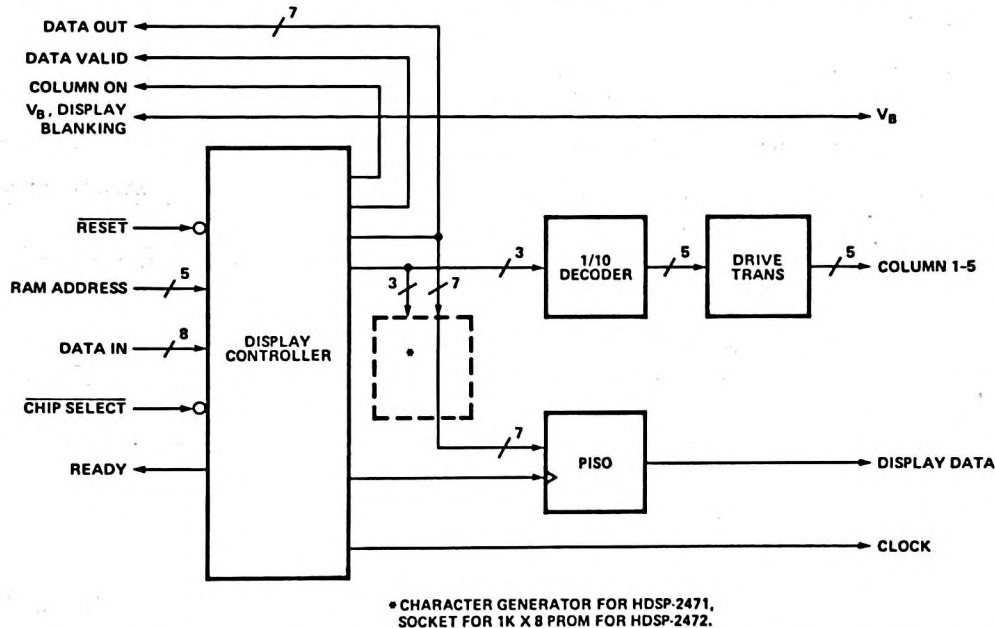 DATA OUT
7
DATA VALID
COLUMN ON
V_B, DISPLAY
BLANKING
V_B
RESET
RAM ADDRESS
5
DATA IN
8
CHIP SELECT
READY
DISPLAY
CONTROLLER
3
7
*
3
1/10
DECODER
5
DRIVE
TRANS
5
COLUMN 1-5
7
PISO
DISPLAY DATA
CLOCK
* CHARACTER GENERATOR FOR HDSP-2471,
SOCKET FOR 1K X 8 PROM FOR HDSP-2472.